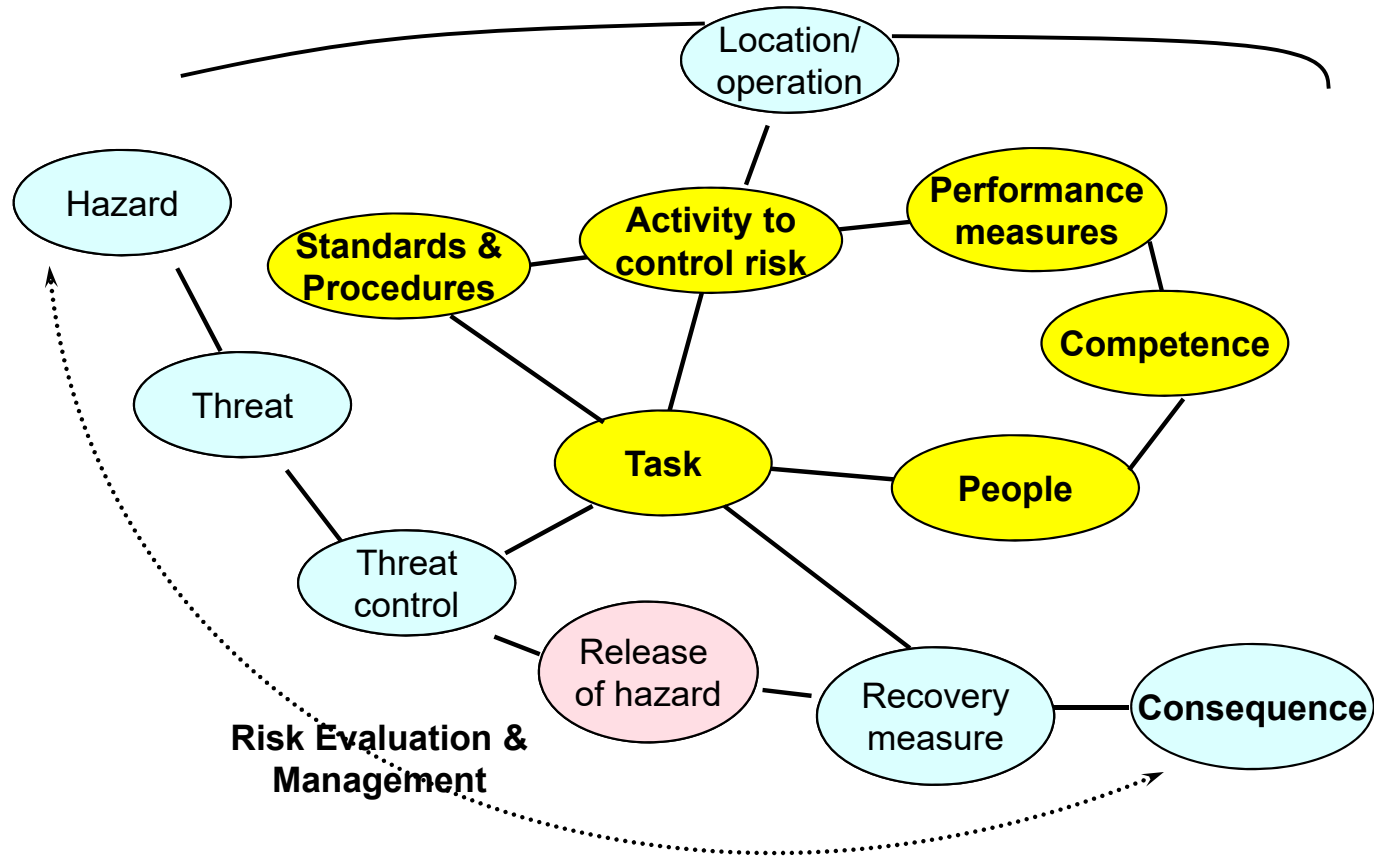 Location/
operation
Hazard
Performance
measures
Activity to
control risk
Standards &
Procedures
Competence
Threat
Task
People
Threat
control
Release
of hazard
Recovery
measure
Consequence
Risk Evaluation &
Management